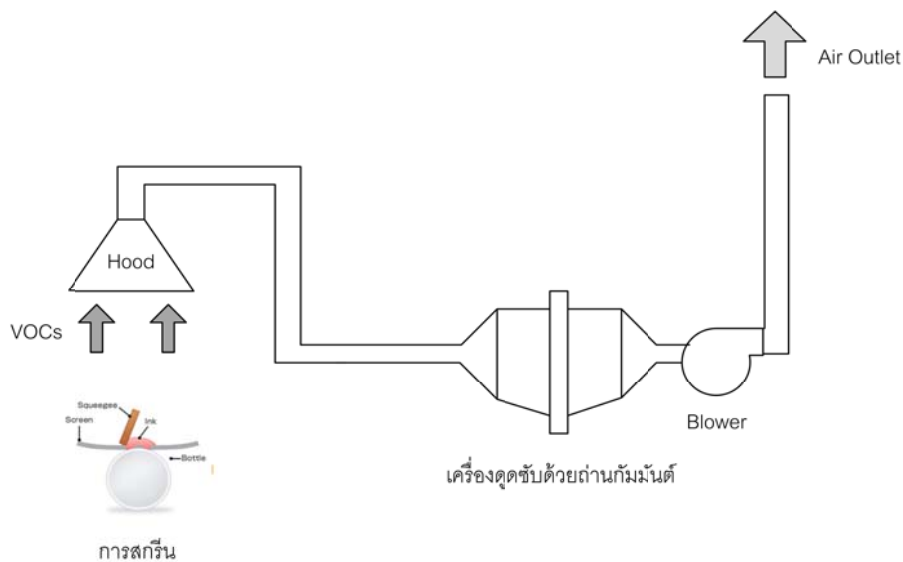 Air Outlet
Hood
VOCs
Squeegee
Screen
Ink
Bottle
Blower
เครื่องดูดซับด้วยถ่านกัมมันต์
การสกรีน